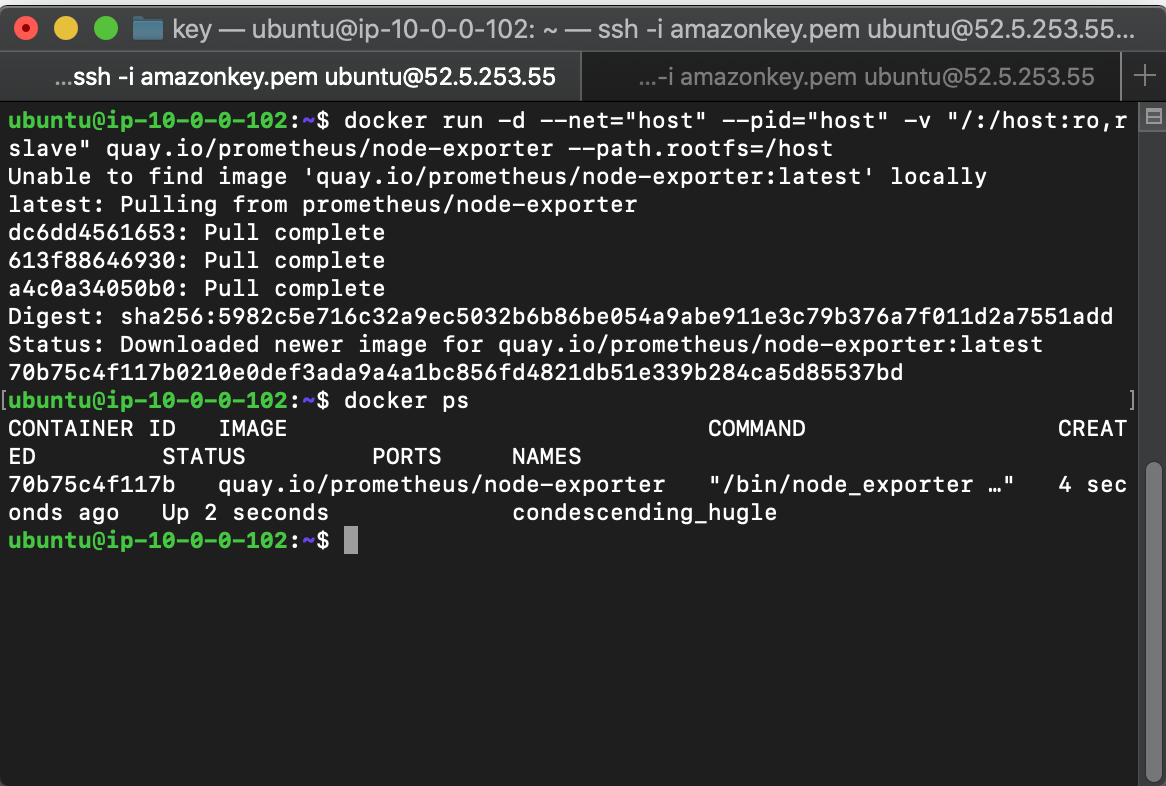 key — ubuntu@ip-10-0-0-102: ~ — ssh -i amazonkey.pem ubuntu@52.5.253.55...
...ssh -i amazonkey.pem ubuntu@52.5.253.55
...-i amazonkey.pem ubuntu@52.5.253.55
ubuntu@ip-10-0-0-102:~$ docker run -d --net="host" --pid="host" -v "/:/host:ro,r
slave" quay.io/prometheus/node-exporter --path.rootfs=/host
Unable to find image 'quay.io/prometheus/node-exporter:latest' locally
latest: Pulling from prometheus/node-exporter
dc6dd4561653: Pull complete
613f88646930: Pull complete
a4c0a34050b0: Pull complete
Digest: sha256:5982c5e716c32a9ec5032b6b86be054a9abe911e3c79b376a7f011d2a7551add
Status: Downloaded newer image for quay.io/prometheus/node-exporter:latest
70b75c4f117b0210e0def3ada9a4a1bc856fd4821db51e339b284ca5d85537bd
[ubuntu@ip-10-0-0-102:~$ docker ps ]
CONTAINER ID   IMAGE                              COMMAND                  CREAT
ED         STATUS         PORTS     NAMES
70b75c4f117b   quay.io/prometheus/node-exporter   "/bin/node_exporter …"   4 sec
onds ago   Up 2 seconds             condescending_hugle
ubuntu@ip-10-0-0-102:~$